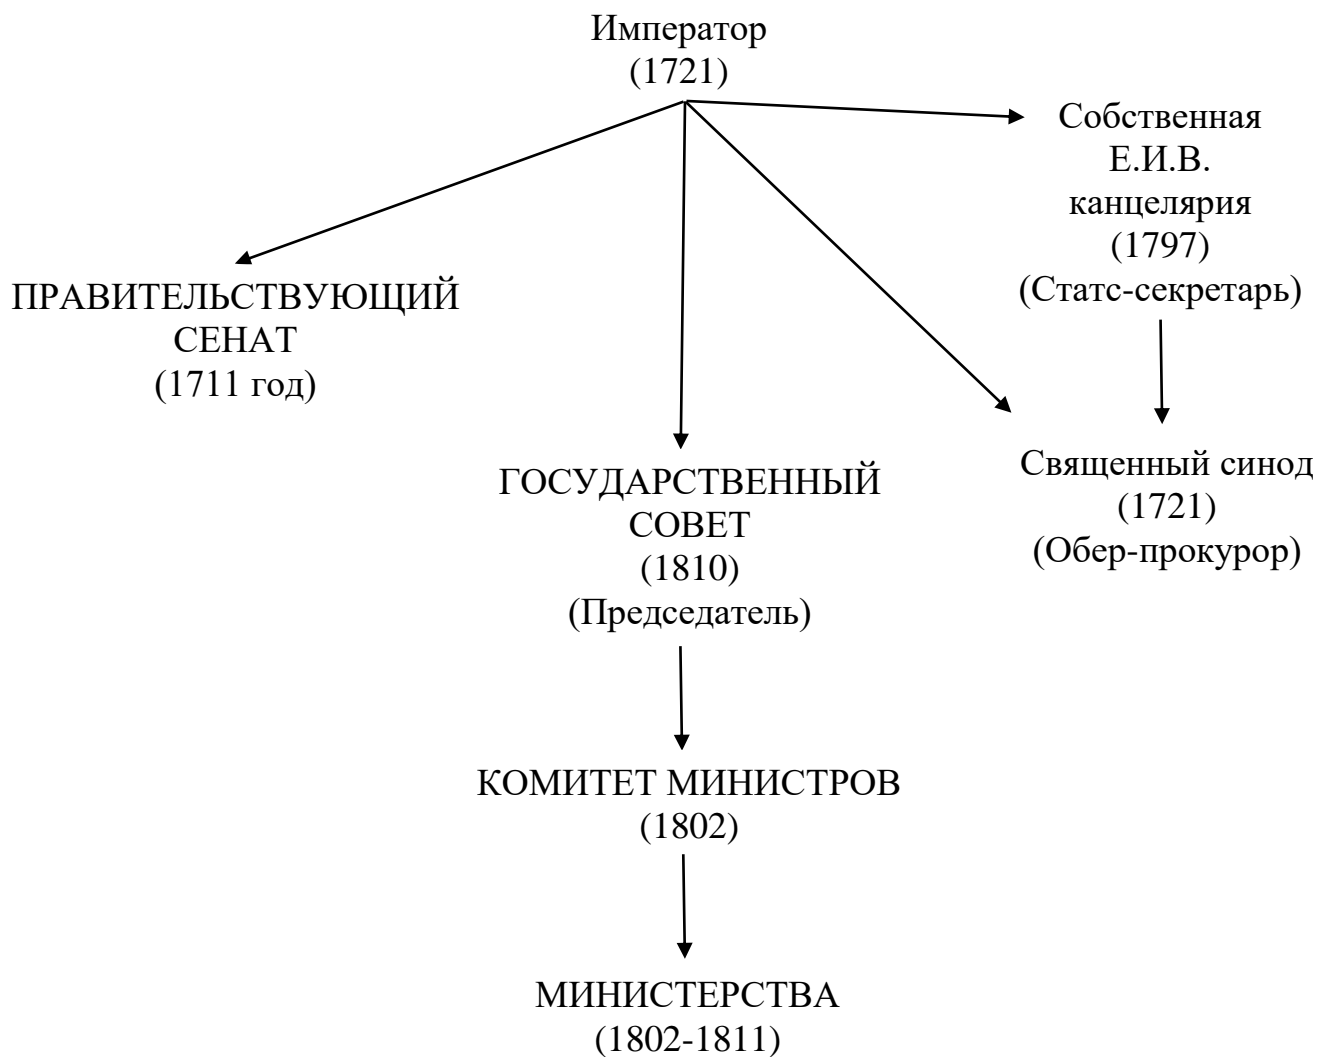 Император
(1721)
Собственная
Е.И.В.
канцелярия
(1797)
(Статс-секретарь)
ПРАВИТЕЛЬСТВУЮЩИЙ
СЕНАТ
(1711 год)
ГОСУДАРСТВЕННЫЙ
СОВЕТ
(1810)
(Председатель)
Священный синод
(1721)
(Обер-прокурор)
КОМИТЕТ МИНИСТРОВ
(1802)
МИНИСТЕРСТВА
(1802-1811)